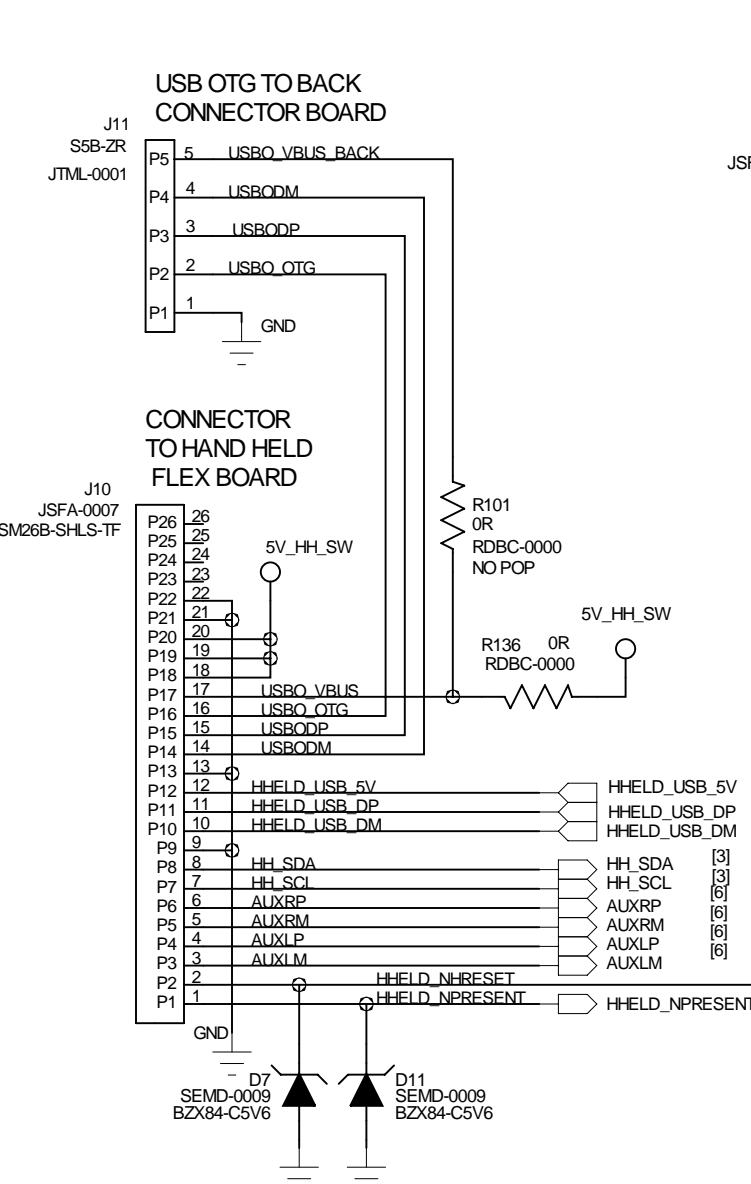 USB OTG TO BACK
CONNECTOR BOARD
J11
S5B-ZR
JTML-0001
P5 5 USBO_VBUS_BACK
P4 4 USBODM
P3 3 USBODP
P2 2 USBO_OTG
P1 1
GND
JSF
CONNECTOR
TO HAND HELD
FLEX BOARD
J10
JSFA-0007
SM26B-SHLS-TF
R101
0R
RDBC-0000
NO POP
5V_HH_SW
5V_HH_SW
R136 0R
RDBC-0000
P26 26
P25 25
P24 24
P23 23
P22 22
P21 21
P20 20
P19 19
P18 18
P17 17 USBO_VBUS
P16 16 USBO_OTG
P15 15 USBODP
P14 14 USBODM
P13 13
P12 12 HHELD_USB_5V HHELD_USB_5V
P11 11 HHELD_USB_DP HHELD_USB_DP
P10 10 HHELD_USB_DM HHELD_USB_DM
P9 9
P8 8 HH_SDA HH_SDA [3]
P7 7 HH_SCL HH_SCL [3]
P6 6 AUXRP AUXRP [6]
P5 5 AUXRM AUXRM [6]
P4 4 AUXLP AUXLP [6]
P3 3 AUXLM AUXLM [6]
P2 2 HHELD_NHRESET
P1 1 HHELD_NPRESENT HHELD_NPRESENT
GND
D7
SEMD-0009
BZX84-C5V6
D11
SEMD-0009
BZX84-C5V6